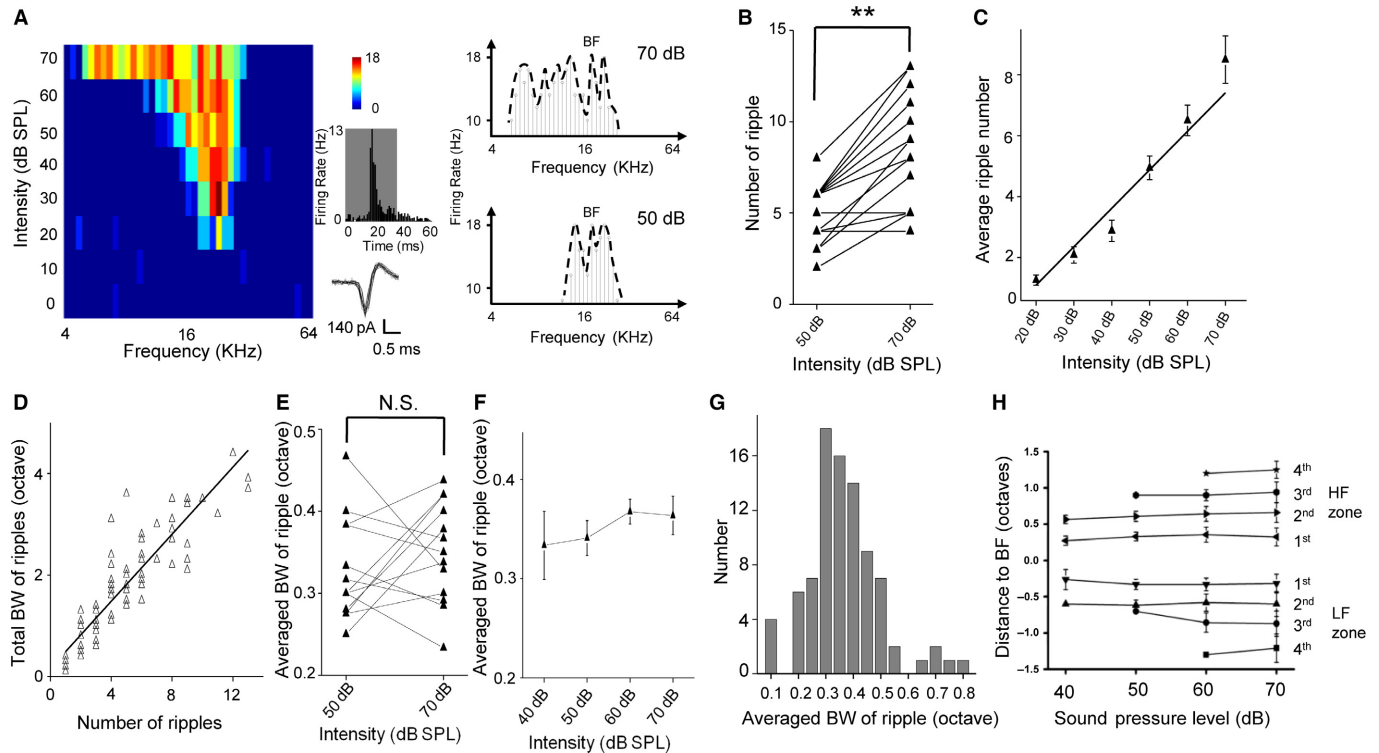 A
Intensity (dB SPL)
70
60
50
40
30
20
10
0
4
16
64
Frequency (KHz)
18
0
Firing Rate (Hz)
13
0
0
20
40
60
Time (ms)
140 pA
0.5 ms
Firing Rate (Hz)
18
10
BF
70 dB
4
16
64
Frequency (KHz)
18
10
BF
50 dB
4
16
64
Frequency (KHz)
B
**
Number of ripple
15
10
5
0
50 dB
70 dB
Intensity (dB SPL)
C
Average ripple number
8
6
4
2
0
20 dB
30 dB
40 dB
50 dB
60 dB
70 dB
Intensity (dB SPL)
D
Total BW of ripples (octave)
4
2
0
0
4
8
12
Number of ripples
E
N.S.
Averaged BW of ripple (octave)
0.5
0.4
0.3
0.2
50 dB
70 dB
Intensity (dB SPL)
F
Averaged BW of ripple (octave)
0.4
0.3
0.2
40 dB
50 dB
60 dB
70 dB
Intensity (dB SPL)
G
Number
16
12
8
4
0
0.1
0.2
0.3
0.4
0.5
0.6
0.7
0.8
Averaged BW of ripple (octave)
H
Distance to BF (octaves)
1.5
1.0
0.5
0.0
−0.5
−1.0
−1.5
40
50
60
70
Sound pressure level (dB)
4th
3rd
2nd
1st
HF
zone
1st
2nd
3rd
4th
LF
zone